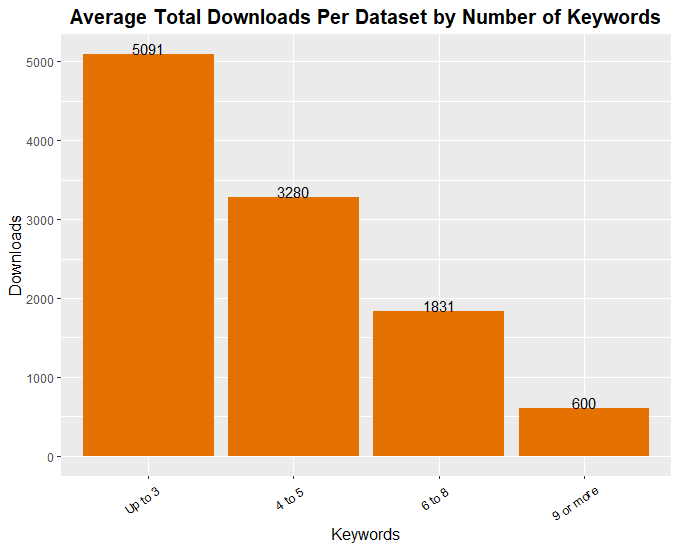 Average Total Downloads Per Dataset by Number of Keywords
5091
5000
4000
3280
3000
2000
1831
1000
600
0
Downloads
Up to 3
4 to 5
6 to 8
9 or more
Keywords